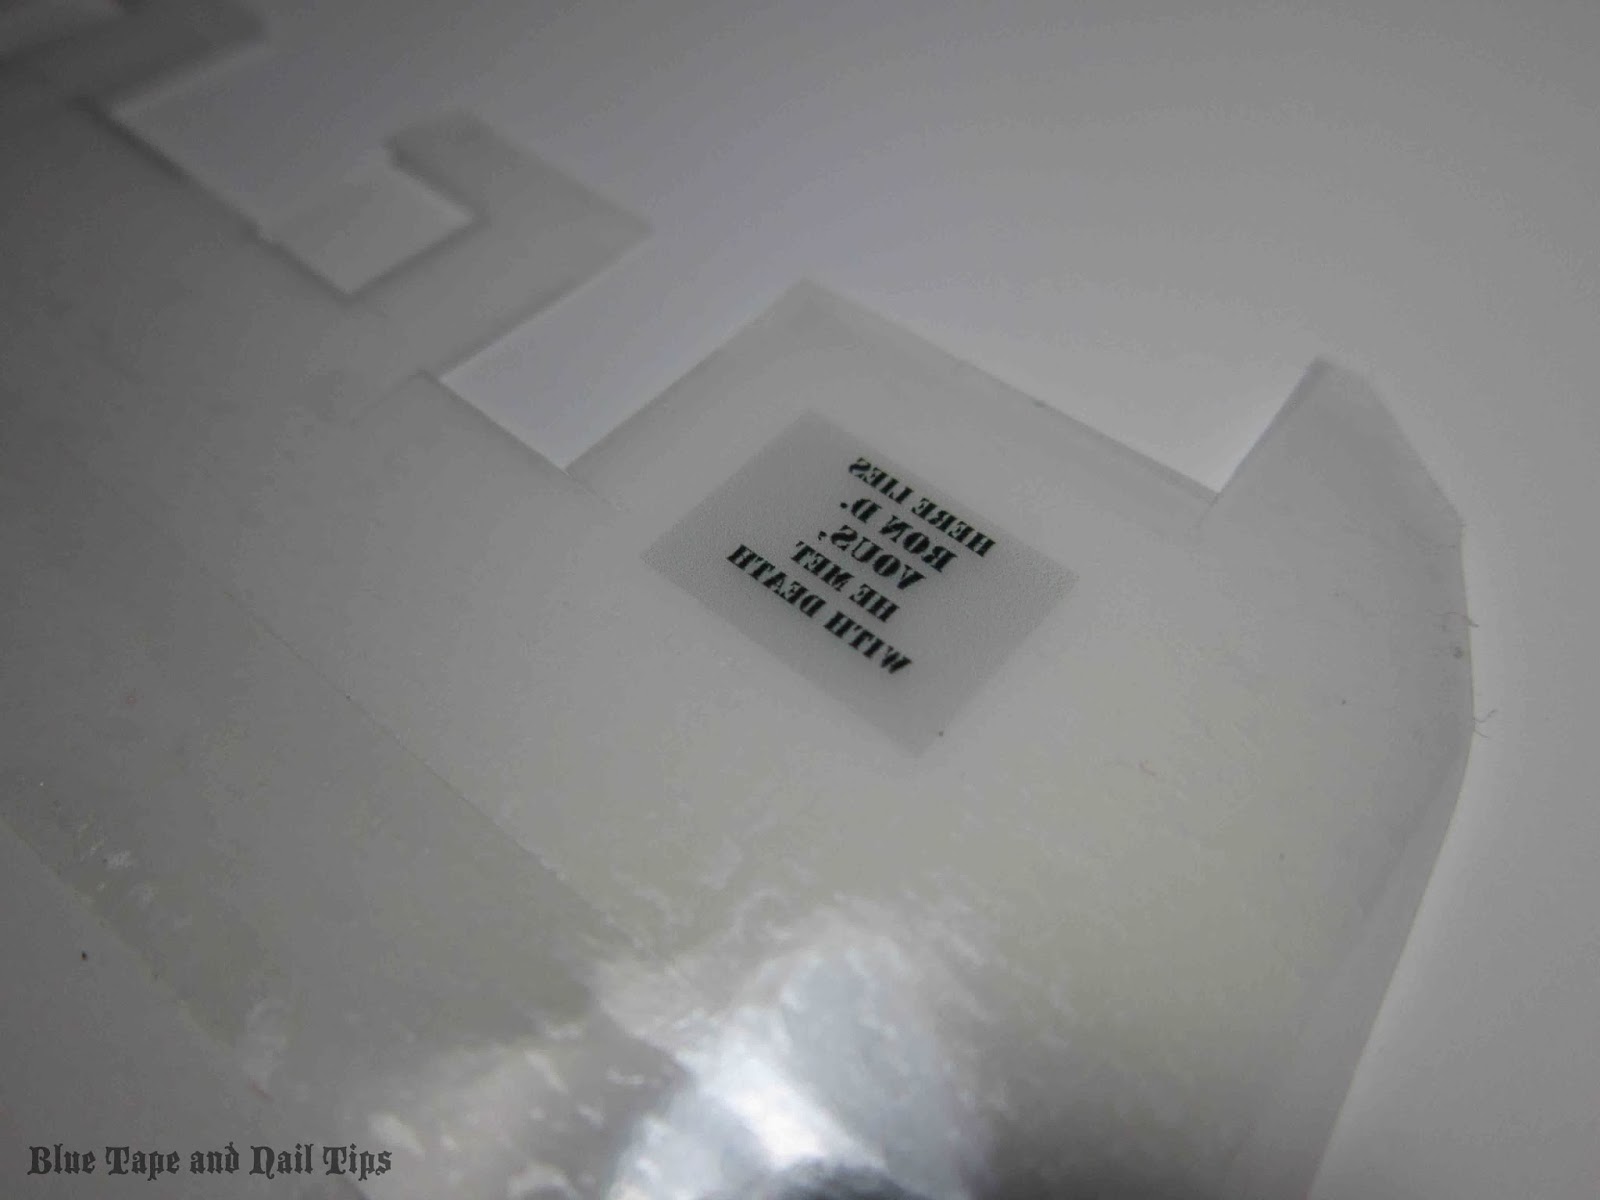 HERE LIES
RON D.
VOUS,
HE MET
WITH DEATH
Blue Tape and Nail Tips